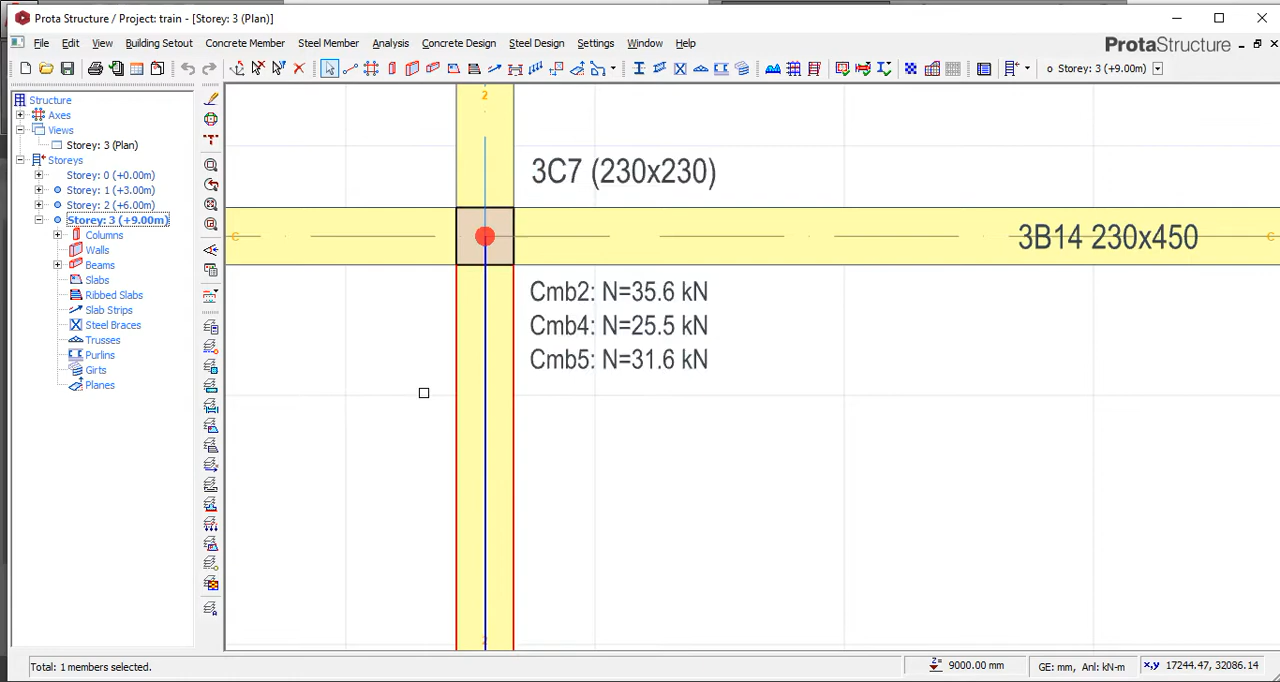 Prota Structure / Project: train - [Storey: 3 (Plan)]
File Edit View Building Setout Concrete Member Steel Member Analysis Concrete Design Steel Design Settings Window Help
ProtaStructure
o Storey: 3 (+9.00m)
Structure
Axes
Views
Storey: 3 (Plan)
Storeys
Storey: 0 (+0.00m)
Storey: 1 (+3.00m)
Storey: 2 (+6.00m)
Storey: 3 (+9.00m)
Columns
Walls
Beams
Slabs
Ribbed Slabs
Slab Strips
Steel Braces
Trusses
Purlins
Girts
Planes
2
3C7 (230x230)
C
3B14 230x450
C
Cmb2: N=35.6 kN
Cmb4: N=25.5 kN
Cmb5: N=31.6 kN
2
Total: 1 members selected.
Z= 9000.00 mm
GE: mm, Anl: kN-m
x,y 17244.47, 32086.14